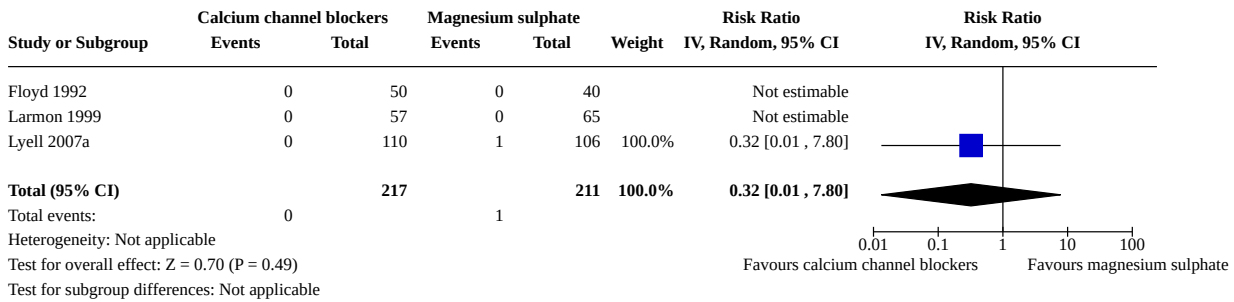 Calcium channel blockers Magnesium sulphate Risk Ratio Risk Ratio
Study or Subgroup Events Total Events Total Weight IV, Random, 95% CI IV, Random, 95% CI
Floyd 1992 0 50 0 40 Not estimable
Larmon 1999 0 57 0 65 Not estimable
Lyell 2007a 0 110 1 106 100.0% 0.32 [0.01 , 7.80]
Total (95% CI) 217 211 100.0% 0.32 [0.01 , 7.80]
Total events: 0 1
Heterogeneity: Not applicable 0.01 0.1 1 10 100
Test for overall effect: Z = 0.70 (P = 0.49) Favours calcium channel blockers Favours magnesium sulphate
Test for subgroup differences: Not applicable